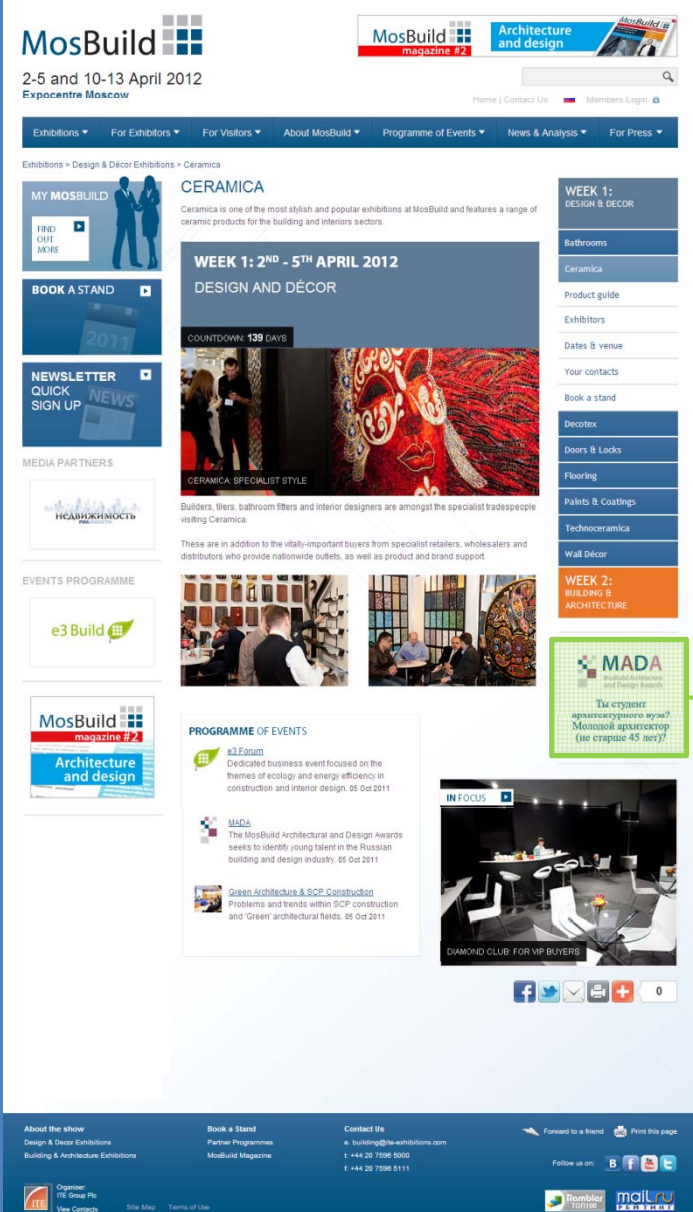 MosBuild
MosBuild
magazine #2
Architecture
and design
2-5 and 10-13 April 2012
Expocentre Moscow
Home | Contact Us
Members Login
Exhibitions
For Exhibitors
For Visitors
About MosBuild
Programme of Events
News & Analysis
For Press
Exhibitions > Design & Décor Exhibitions > Ceramica
MY MOSBUILD
FIND
OUT
MORE
BOOK A STAND
2011
NEWSLETTER
QUICK
SIGN UP
NEWS
MEDIA PARTNERS
НЕДВИЖИМОСТЬ
EVENTS PROGRAMME
e3 Build
MosBuild
magazine #2
Architecture
and design
CERAMICA
Ceramica is one of the most stylish and popular exhibitions at MosBuild and features a range of
ceramic products for the building and interiors sectors.
WEEK 1: 2ND - 5TH APRIL 2012
DESIGN AND DÉCOR
COUNTDOWN: 139 DAYS
CERAMICA: SPECIALIST STYLE
Builders, tilers, bathroom fitters and interior designers are amongst the specialist tradespeople
visiting Ceramica.
These are in addition to the vitally-important buyers from specialist retailers, wholesalers and
distributors who provide nationwide outlets, as well as product and brand support.
PROGRAMME OF EVENTS
e3 Forum
Dedicated business event focused on the
themes of ecology and energy efficiency in
construction and interior design. 05 Oct 2011
MADA
The MosBuild Architectural and Design Awards
seeks to identify young talent in the Russian
building and design industry. 05 Oct 2011
Green Architecture & SCP Construction
Problems and trends within SCP construction
and 'Green' architectural fields. 05 Oct 2011
WEEK 1:
DESIGN & DECOR
Bathrooms
Ceramica
Product guide
Exhibitors
Dates & venue
Your contacts
Book a stand
Decotex
Doors & Locks
Flooring
Paints & Coatings
Technoceramica
Wall Décor
WEEK 2:
BUILDING &
ARCHITECTURE
MADA
MosBuild Architecture
and Design Awards
Ты студент
архитектурного вуза?
Молодой архитектор
(не старше 45 лет)?
IN FOCUS
DIAMOND CLUB: FOR VIP BUYERS
0
About the show
Design & Decor Exhibitions
Building & Architecture Exhibitions
Book a Stand
Partner Programmes
MosBuild Magazine
Contact Us
e. building@ite-exhibitions.com
t: +44 20 7596 5000
f: +44 20 7596 5111
Forward to a friend
Print this page
Follow us on:
Organiser:
ITE Group Plc
View Contacts
ITE
Site Map
Terms of Use
Rambler
ТОП100
mail.ru
РЕЙТИНГ